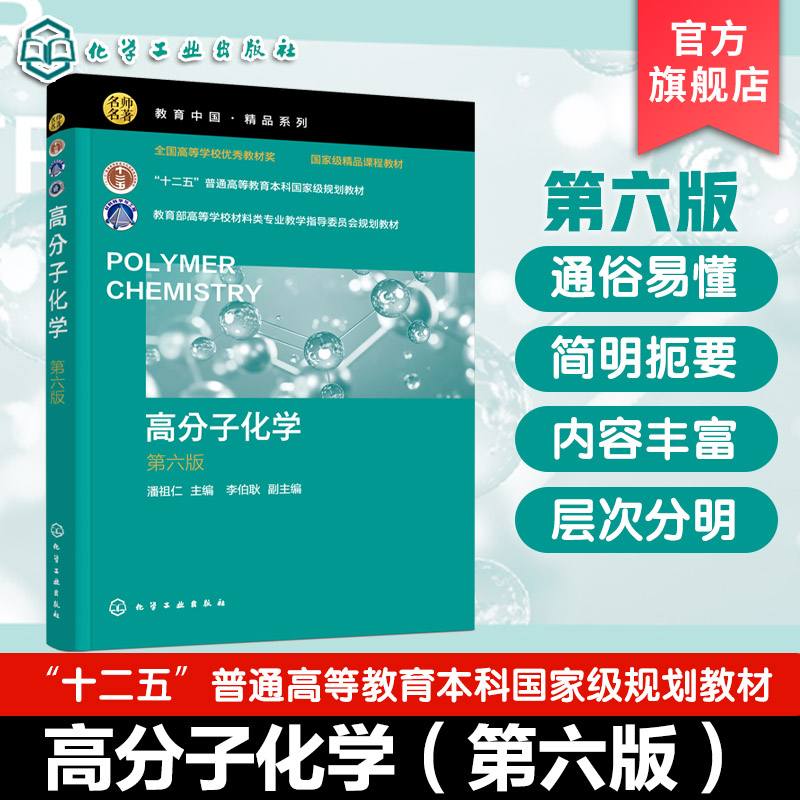 化学工业出版社
官方
旗舰店
名师
名著
教育中国·精品系列
全国高等学校优秀教材奖 国家级精品课程教材
“十二五”普通高等教育本科国家级规划教材
教育部高等学校材料类专业教学指导委员会规划教材
POLYMER
CHEMISTRY
高分子化学
第六版
潘祖仁 主编 李伯耿 副主编
化学工业出版社
高分子化学
第六版
第六版
通俗易懂
简明扼要
内容丰富
层次分明
“十二五”普通高等教育本科国家级规划教材
高分子化学(第六版)